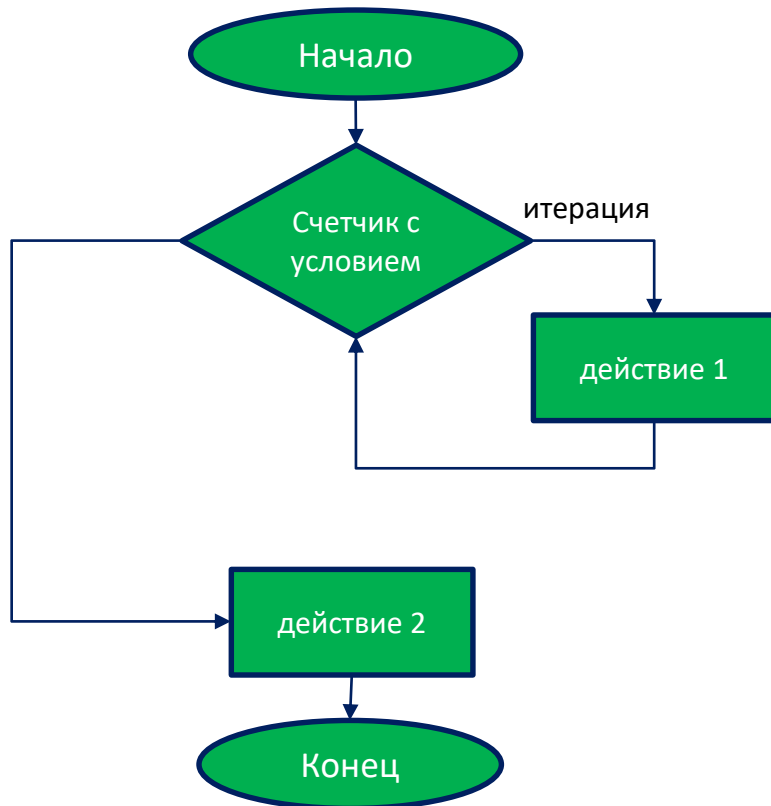 Начало
итерация
Счетчик с
условием
действие 1
действие 2
Конец